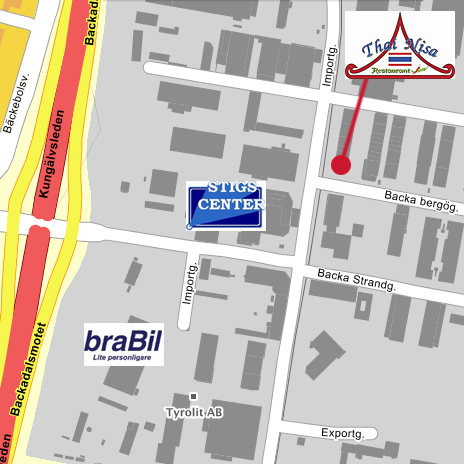 Backad
Importg.
Thai Nisa
Restaurant
Bäckebolsv.
Kungälvsleden
STIGS
CENTER
Backa bergög.
Importg.
Backa Strandg.
braBil
Lite personligare
Backadalsmotet
Tyrolit AB
Exportg.
eden